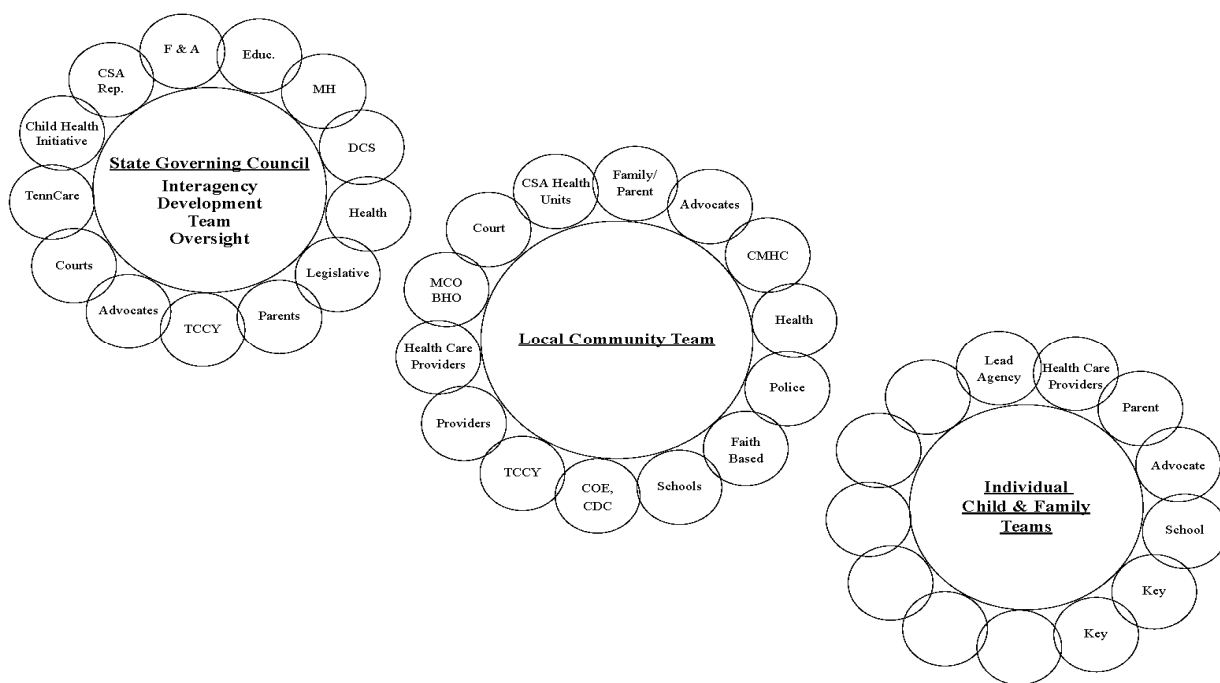 F & A
Educ.
MH
DCS
Health
Legislative
Parents
TCCY
Advocates
Courts
TennCare
Child Health
Initiative
CSA
Rep.
State Governing Council
Interagency
Development
Team
Oversight
Family/
Parent
Advocates
CMHC
Health
Police
Faith
Based
Schools
COE,
CDC
TCCY
Providers
Health Care
Providers
MCO
BHO
Court
CSA Health
Units
Local Community Team
Lead
Agency
Health Care
Providers
Parent
Advocate
School
Key
Key
Individual
Child & Family
Teams